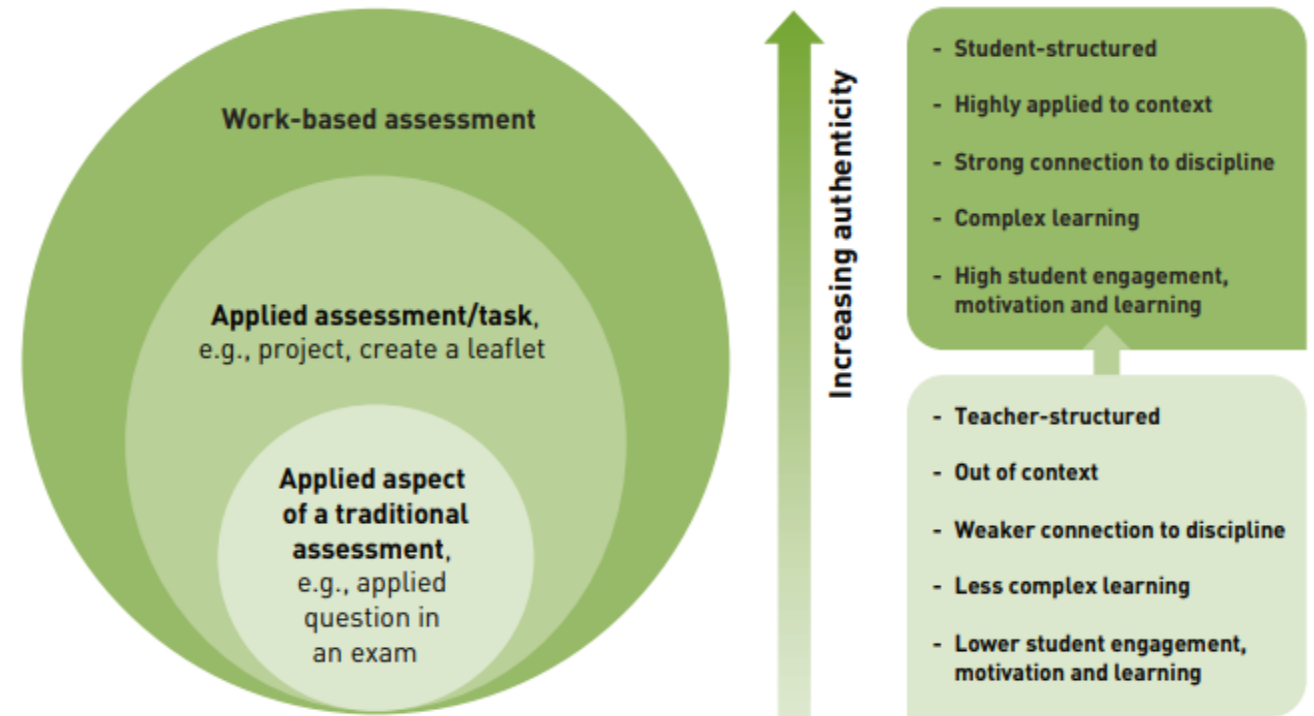 Work-based assessment
Applied assessment/task,
e.g., project, create a leaflet
Applied aspect
of a traditional
assessment,
e.g., applied
question in
an exam
Increasing authenticity
- Student-structured
- Highly applied to context
- Strong connection to discipline
- Complex learning
- High student engagement,
motivation and learning
- Teacher-structured
- Out of context
- Weaker connection to discipline
- Less complex learning
- Lower student engagement,
motivation and learning